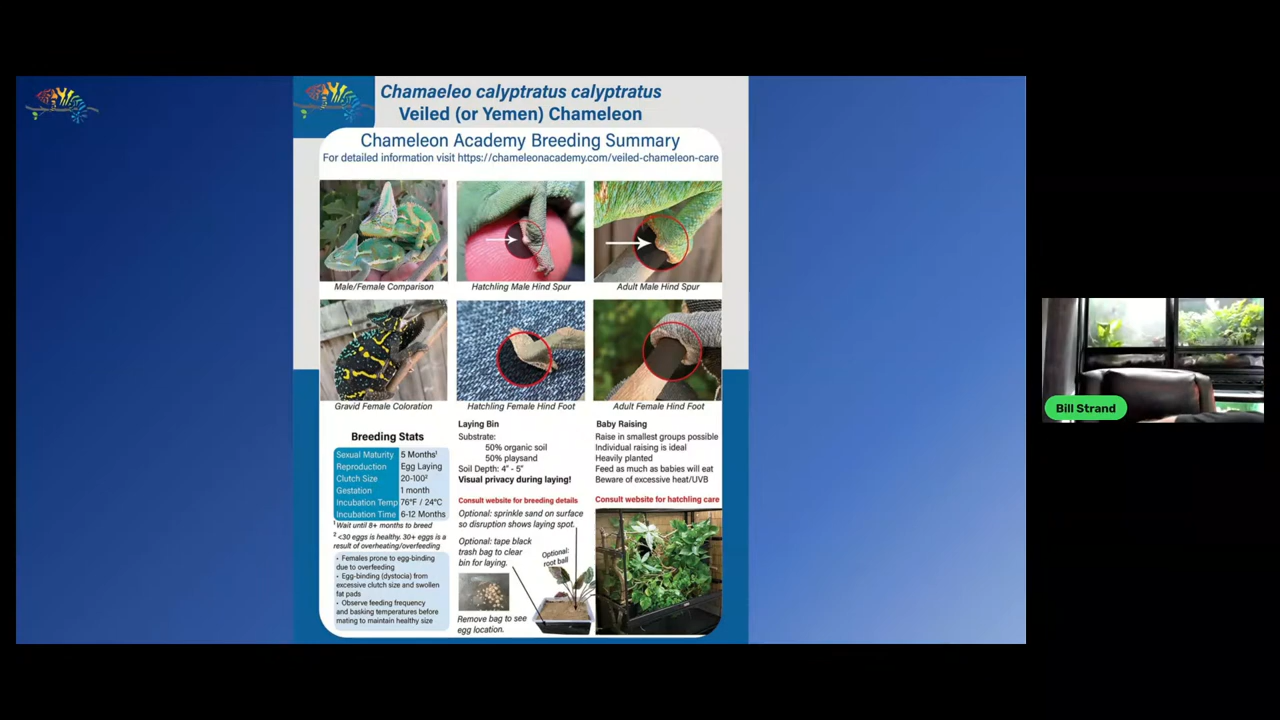 Chamaeleo calyptratus calyptratus
Veiled (or Yemen) Chameleon
Chameleon Academy Breeding Summary
For detailed information visit https://chameleonacademy.com/veiled-chameleon-care
Male/Female Comparison
Hatchling Male Hind Spur
Adult Male Hind Spur
Gravid Female Coloration
Hatchling Female Hind Foot
Adult Female Hind Foot
Breeding Stats
Sexual Maturity 5 Months¹
Reproduction Egg Laying
Clutch Size 20-100²
Gestation 1 month
Incubation Temp 76°F / 24°C
Incubation Time 6-12 Months
¹ Wait until 8+ months to breed
² <30 eggs is healthy. 30+ eggs is a
result of overheating/overfeeding
• Females prone to egg-binding
due to overfeeding
• Egg-binding (dystocia) from
excessive clutch size and swollen
fat pads
• Observe feeding frequency
and basking temperatures before
mating to maintain healthy size
Laying Bin
Substrate:
50% organic soil
50% playsand
Soil Depth: 4" - 5"
Visual privacy during laying!
Consult website for breeding details
Optional: sprinkle sand on surface
so disruption shows laying spot.
Optional: tape black
trash bag to clear
bin for laying.
Optional:
root ball
Remove bag to see
egg location.
Baby Raising
Raise in smallest groups possible
Individual raising is ideal
Heavily planted
Feed as much as babies will eat
Beware of excessive heat/UVB
Consult website for hatchling care
Bill Strand